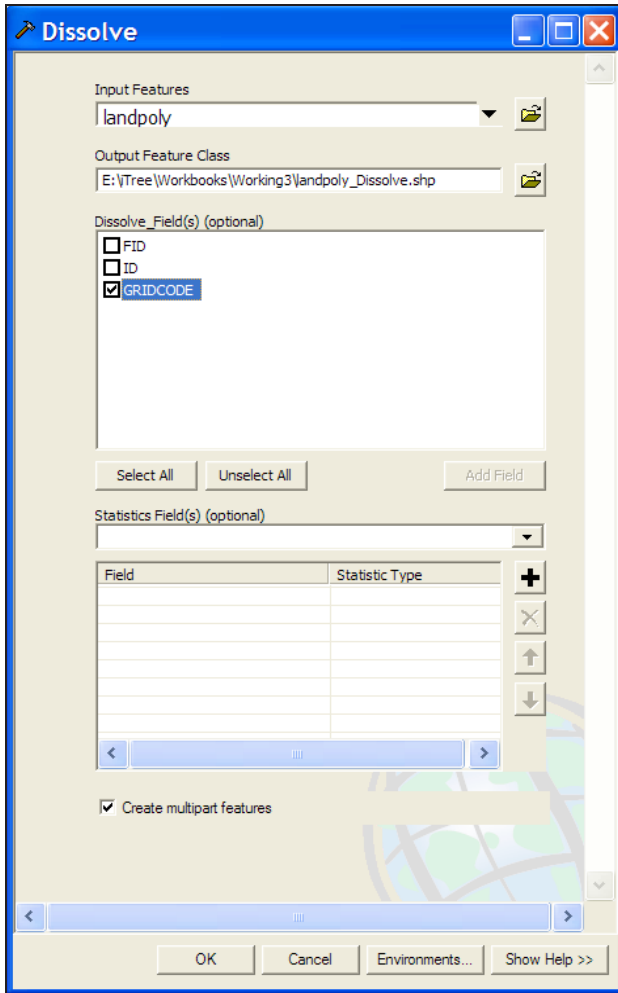 Dissolve
Input Features
landpoly
Output Feature Class
E:\iTree\Workbooks\Working3\landpoly_Dissolve.shp
Dissolve_Field(s) (optional)
FID
ID
GRIDCODE
Select All Unselect All Add Field
Statistics Field(s) (optional)
Field Statistic Type
Create multipart features
OK Cancel Environments... Show Help >>